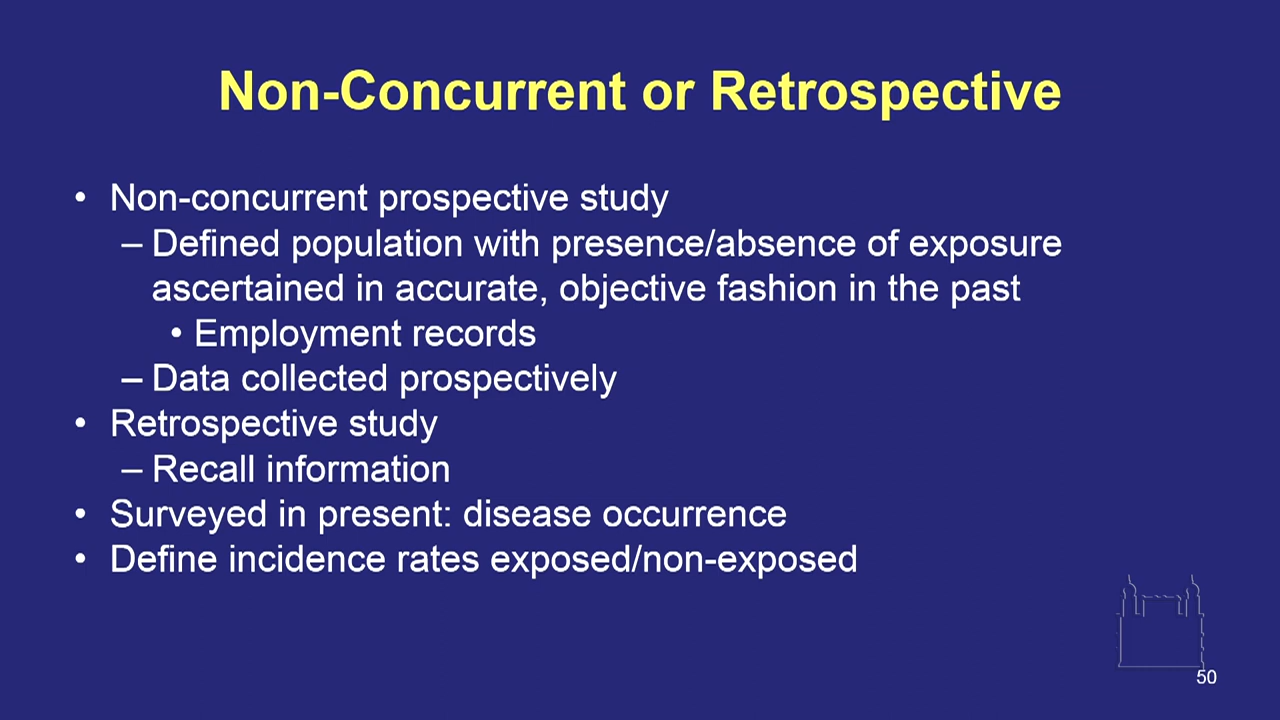 Non-Concurrent or Retrospective
• Non-concurrent prospective study
– Defined population with presence/absence of exposure
ascertained in accurate, objective fashion in the past
• Employment records
– Data collected prospectively
• Retrospective study
– Recall information
• Surveyed in present: disease occurrence
• Define incidence rates exposed/non-exposed
50